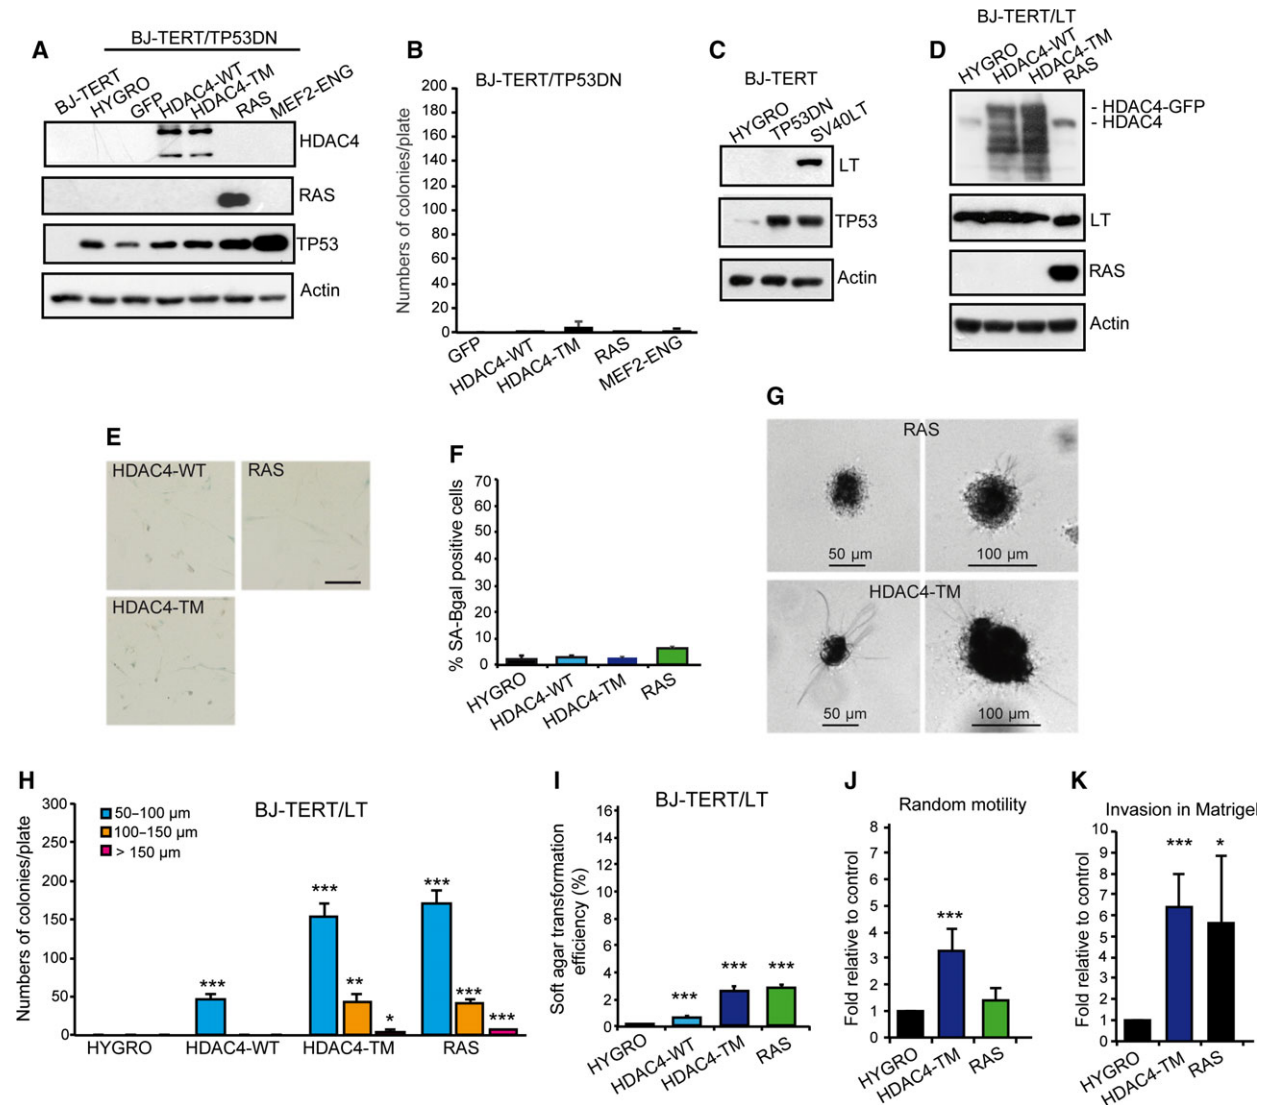 A
BJ-TERT/TP53DN
BJ-TERT
HYGRO
GFP
HDAC4-WT
HDAC4-TM
RAS
MEF2-ENG
HDAC4
RAS
TP53
Actin
B
BJ-TERT/TP53DN
Numbers of colonies/plate
200
180
160
140
120
100
80
60
40
20
0
GFP
HDAC4-WT
HDAC4-TM
RAS
MEF2-ENG
C
BJ-TERT
HYGRO
TP53DN
SV40LT
LT
TP53
Actin
D
BJ-TERT/LT
HYGRO
HDAC4-WT
HDAC4-TM
RAS
- HDAC4-GFP
- HDAC4
LT
RAS
Actin
E
HDAC4-WT
RAS
HDAC4-TM
F
% SA-Bgal positive cells
70
60
50
40
30
20
10
0
HYGRO
HDAC4-WT
HDAC4-TM
RAS
G
RAS
50 µm
100 µm
HDAC4-TM
50 µm
100 µm
H
BJ-TERT/LT
Numbers of colonies/plate
300
250
200
150
100
50
0
50–100 µm
100–150 µm
> 150 µm
***
***
**
*
***
***
***
HYGRO
HDAC4-WT
HDAC4-TM
RAS
I
BJ-TERT/LT
Soft agar transformation
efficiency (%)
16
14
12
10
8
6
4
2
0
***
***
***
HYGRO
HDAC4-WT
HDAC4-TM
RAS
J
Random motility
Fold relative to control
8
7
6
5
4
3
2
1
0
***
HYGRO
HDAC4-TM
RAS
K
Invasion in Matrigel
Fold relative to control
10
9
8
7
6
5
4
3
2
1
0
***
*
HYGRO
HDAC4-TM
RAS